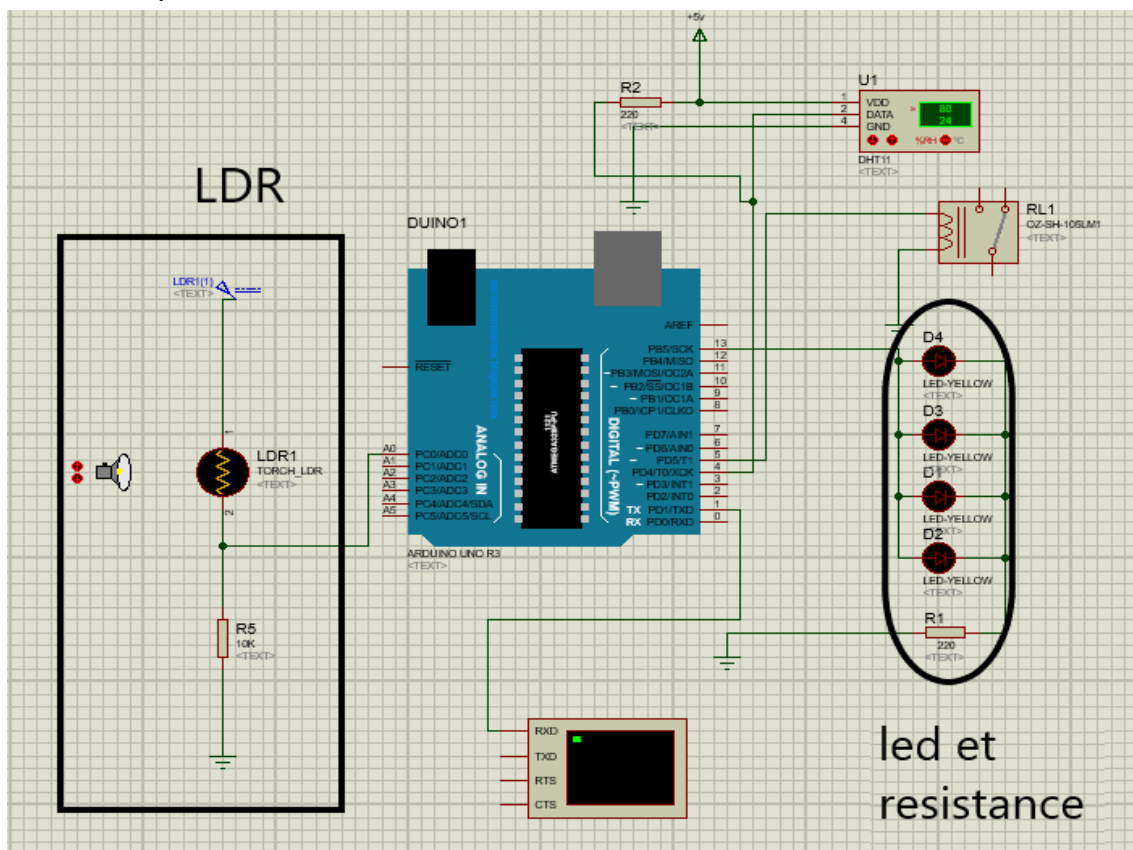 +5v
R2
220
<TEXT>
U1
1
2
4
VDD
DATA
GND
>
80
24
%RH
°C
DHT11
<TEXT>
LDR
DUINO1
RL1
OZ-SH-105LM1
<TEXT>
LDR1(1)
<TEXT>
AREF
RESET
PB5/SCK 13
PB4/MISO 12
~PB3/MOSI/OC2A 11
~ PB2/SS/OC1B 10
~ PB1/OC1A 9
PB0/ICP1/CLKO 8
PD7/AIN1 7
~ PD6/AIN0 6
~ PD5/T1 5
PD4/T0/XCK 4
~ PD3/INT1 3
PD2/INT0 2
TX PD1/TXD 1
RX PD0/RXD 0
DIGITAL (~PWM)
ANALOG IN
1121
A0 PC0/ADC0
A1 PC1/ADC1
A2 PC2/ADC2
A3 PC3/ADC3
A4 PC4/ADC4/SDA
A5 PC5/ADC5/SCL
ARDUINO UNO R3
<TEXT>
1
LDR1
TORCH_LDR
<TEXT>
2
R5
10K
<TEXT>
D4
LED-YELLOW
<TEXT>
D3
LED-YELLOW
<TEXT>
D1
LED-YELLOW
<TEXT>
D2
LED-YELLOW
<TEXT>
R1
220
<TEXT>
RXD
TXD
RTS
CTS
led et
resistance